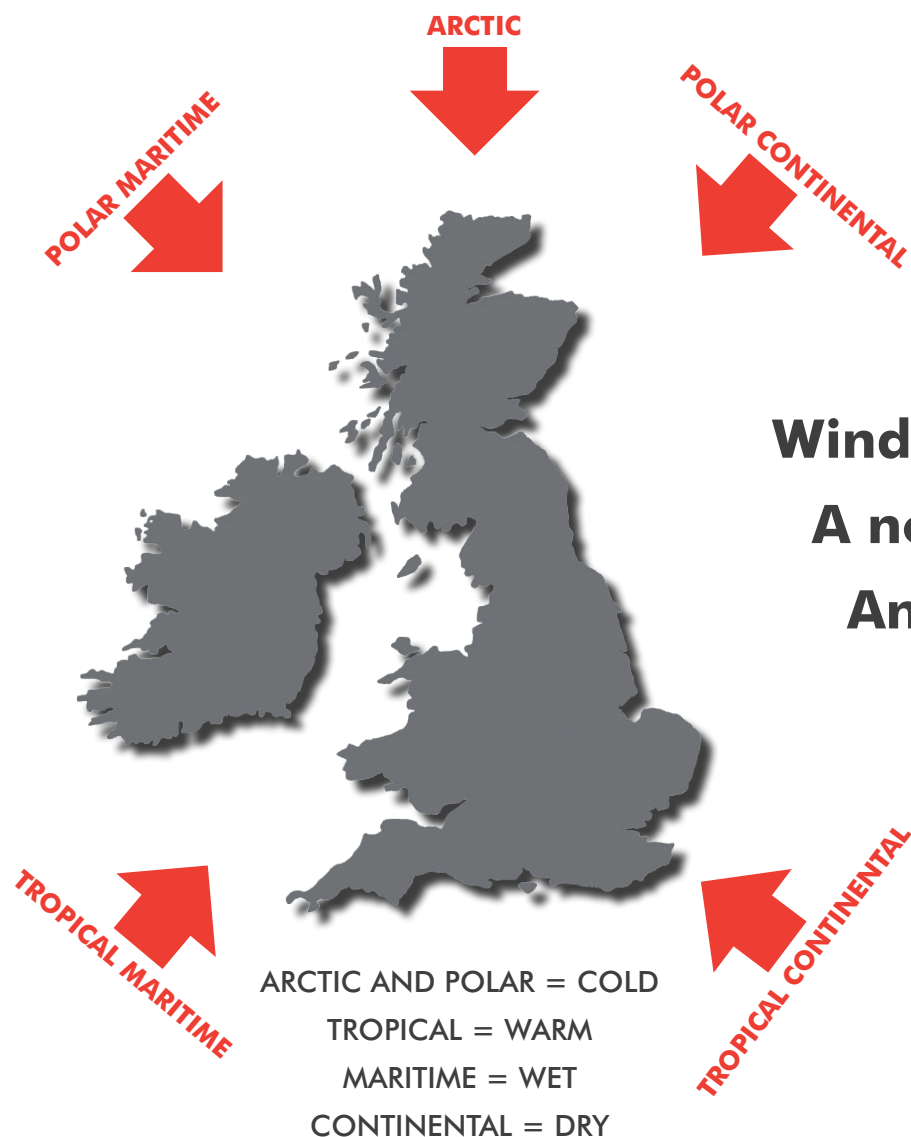 ARCTIC
POLAR MARITIME
POLAR CONTINENTAL
Wind
A
TROPICAL MARITIME
TROPICAL CONTINENTAL
ARCTIC AND POLAR = COLD
TROPICAL = WARM
MARITIME = WET
CONTINENTAL = DRY